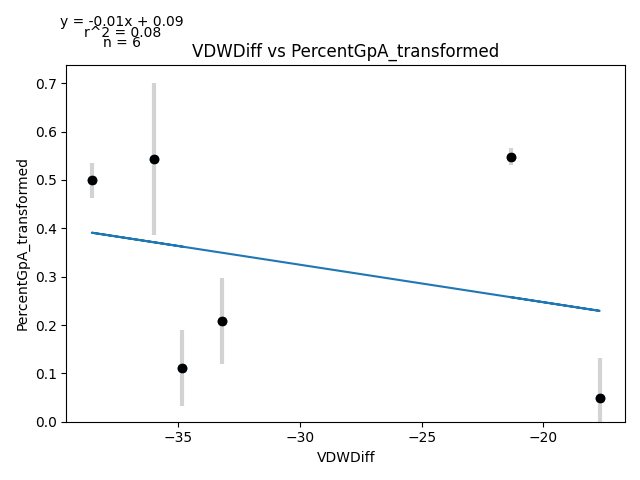 y = -0.01x + 0.09
r^2 = 0.08
n = 6
VDWDiff vs PercentGpA_transformed
0.7
0.6
0.5
0.4
0.3
0.2
0.1
0.0
PercentGpA_transformed
−35
−30
−25
−20
VDWDiff